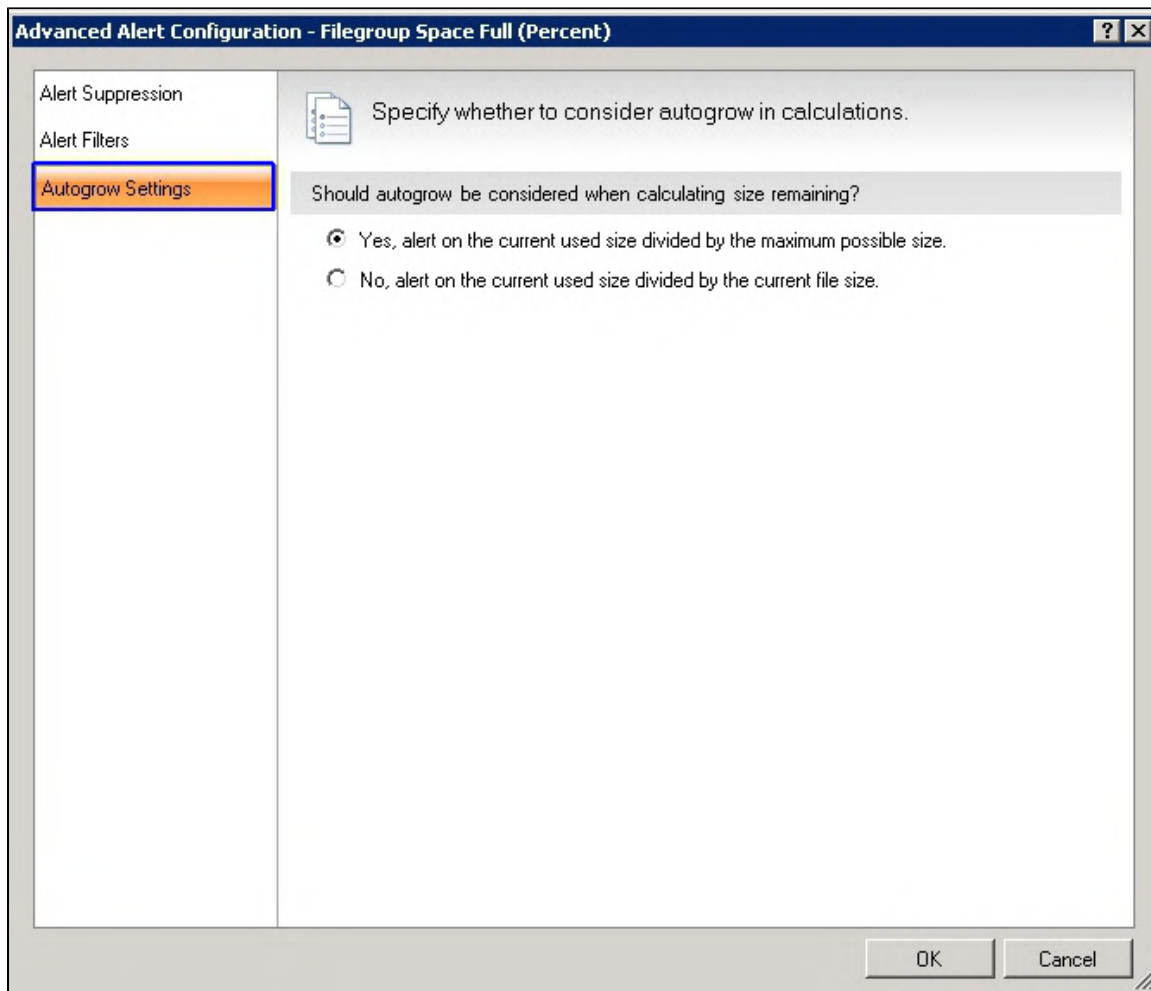 Advanced Alert Configuration - Filegroup Space Full (Percent)
Alert Suppression
Alert Filters
Autogrow Settings
Specify whether to consider autogrow in calculations.
Should autogrow be considered when calculating size remaining?
Yes, alert on the current used size divided by the maximum possible size.
No, alert on the current used size divided by the current file size.
OK
Cancel